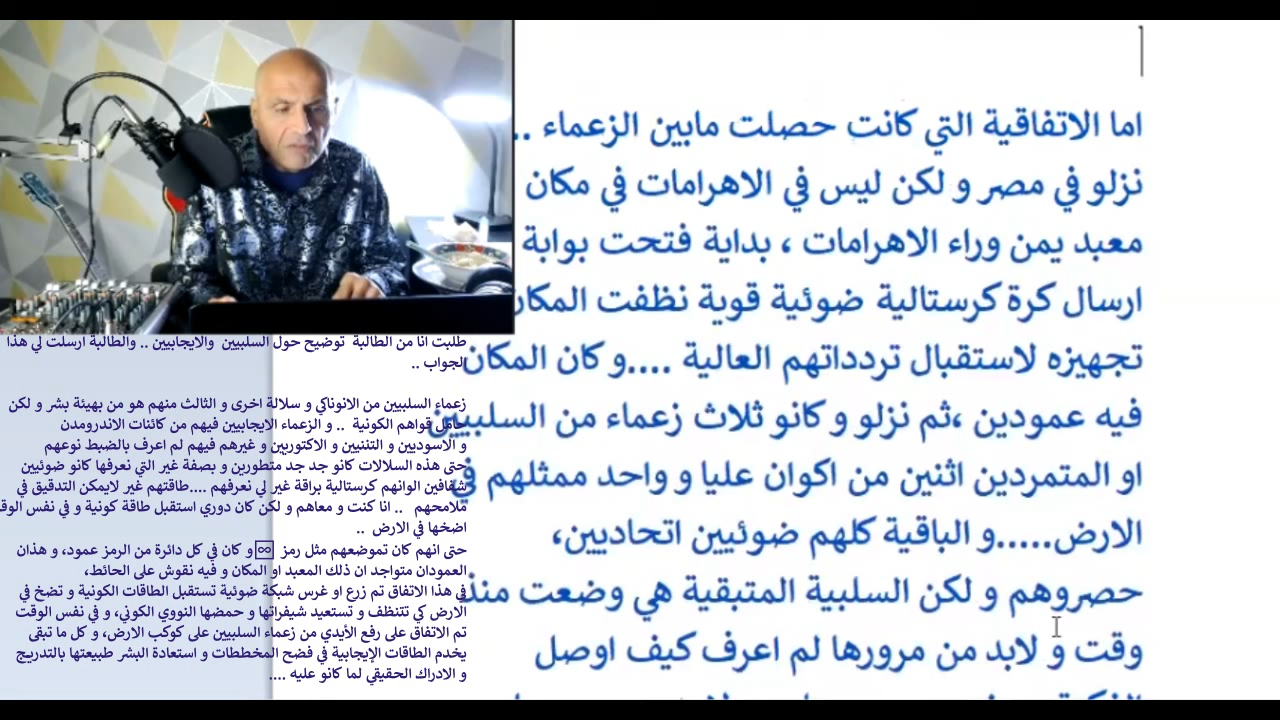 اما الاتفاقية التي كانت حصلت مابين الزعماء ..
نزلو في مصر و لكن ليس في الاهرامات في مكان
معبد يمن وراء الاهرامات ، بداية فتحت بوابة
ارسال كرة كرستالية ضوئية قوية نظفت المكان
تجهيزه لاستقبال تردداتهم العالية ....و كان المكان
فيه عمودين ،ثم نزلو و كانو ثلاث زعماء من السلبيين
او المتمردين اثنين من اكوان عليا و واحد ممثلهم في
الارض.....و الباقية كلهم ضوئيين اتحاديين،
حصروهم و لكن السلبية المتبقية هي وضعت منذ
وقت و لابد من مرورها لم اعرف كيف اوصل
طلبت انا من الطالبة توضيح حول السلبيين والايجابيين .. والطالبة ارسلت لي هذا
الجواب ..
زعماء السلبيين من الانوناكي و سلالة اخرى و الثالث منهم هو من بهيئة بشر و لكن
حامل قواهم الكونية .. و الزعماء الايجابيين فيهم من كائنات الاندرومدن
و الاسوديين و التننيين و الاكتوربين و غيرهم فيهم لم اعرف بالضبط نوعهم
حتى هذه السلالات كانو جد جد متطورين و بصفة غير التي نعرفها كانو ضوئيين
شفافين الوانهم كرستالية براقة غير لي نعرفهم ....طاقتهم غير لايمكن التدقيق في
ملامحهم .. انا كنت و معاهم و لكن كان دوري استقبل طاقة كونية و في نفس الوقت
اضخها في الارض ..
حتى انهم كان تموضعهم مثل رمز ♾ و كان في كل دائرة من الرمز عمود، و هذان
العمودان متواجد ان ذلك المعبد او المكان و فيه نقوش على الحائط،
في هذا الاتفاق تم زرع او غرس شبكة ضوئية تستقبل الطاقات الكونية و تضخ في
الارض كي تتنظف و تستعيد شيفراتها و حمضها النووي الكوني، و في نفس الوقت
تم الاتفاق على رفع الأيدي من زعماء السلبيين على كوكب الارض، و كل ما تبقى
يخدم الطاقات الإيجابية في فضح المخططات و استعادة البشر طبيعتها بالتدريج
و الادراك الحقيقي لما كانو عليه ....